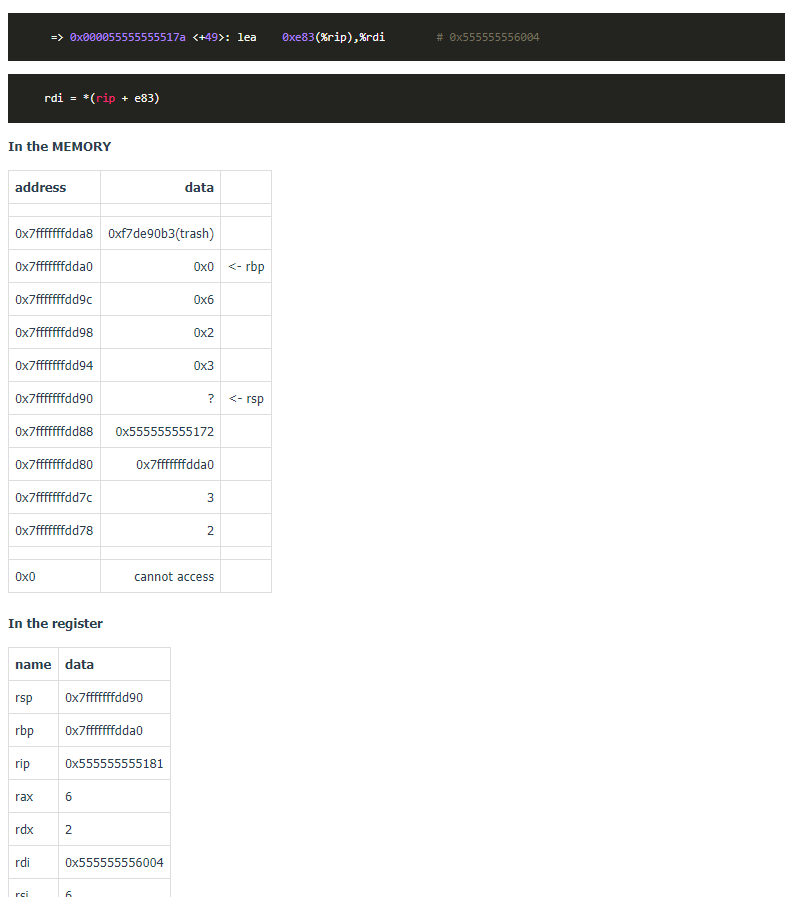 => 0x000055555555517a <+49>: lea 0xe83(%rip),%rdi # 0x555555556004
rdi = *(rip + e83)
In the MEMORY
address data
0x7fffffffdda8 0xf7de90b3(trash)
0x7fffffffdda0 0x0 <- rbp
0x7fffffffdd9c 0x6
0x7fffffffdd98 0x2
0x7fffffffdd94 0x3
0x7fffffffdd90 ? <- rsp
0x7fffffffdd88 0x555555555172
0x7fffffffdd80 0x7fffffffdda0
0x7fffffffdd7c 3
0x7fffffffdd78 2
0x0 cannot access
In the register
name data
rsp 0x7fffffffdd90
rbp 0x7fffffffdda0
rip 0x555555555181
rax 6
rdx 2
rdi 0x555555556004
rsi 6